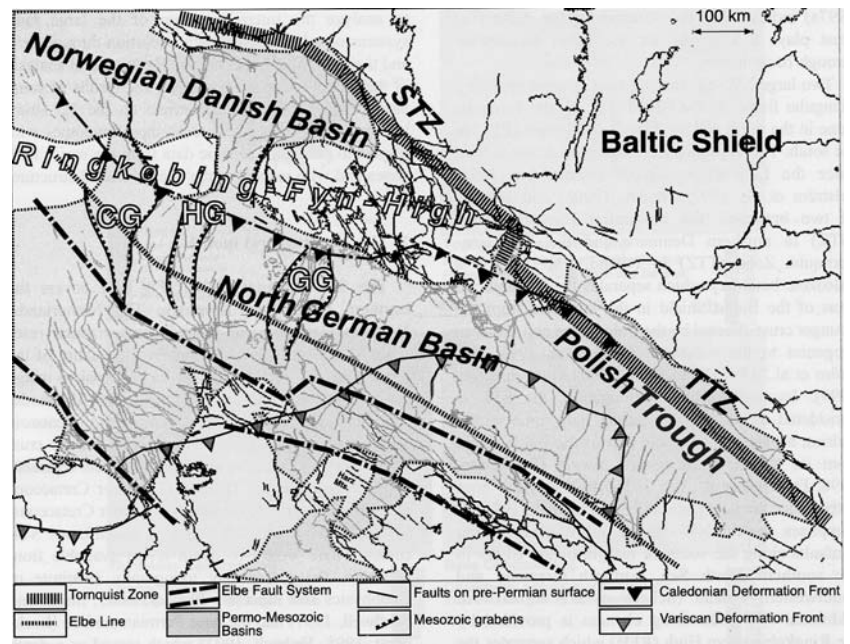 100 km
Norwegian Danish Basin
STZ
Baltic Shield
Ringkøbing-Fyn-High
CG
HG
GG
North German Basin
Polish Trough
TTZ
Tornquist Zone
Elbe Fault System
Faults on pre-Permian surface
Caledonian Deformation Front
Elbe Line
Permo-Mesozoic
Basins
Mesozoic grabens
Variscan Deformation Front